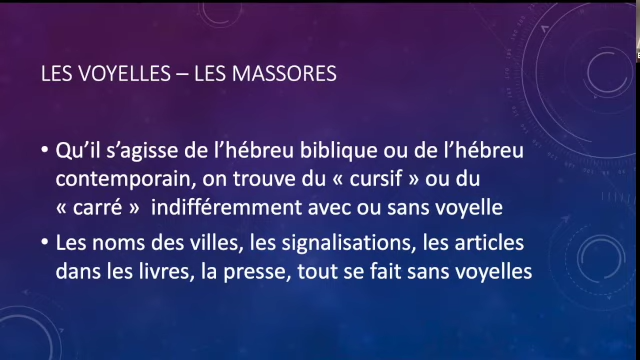 LES VOYELLES – LES MASSORES
• Qu'il s'agisse de l'hébreu biblique ou de l'hébreu
contemporain, on trouve du « cursif » ou du
« carré »  indifféremment avec ou sans voyelle
• Les noms des villes, les signalisations, les articles
dans les livres, la presse, tout se fait sans voyelles